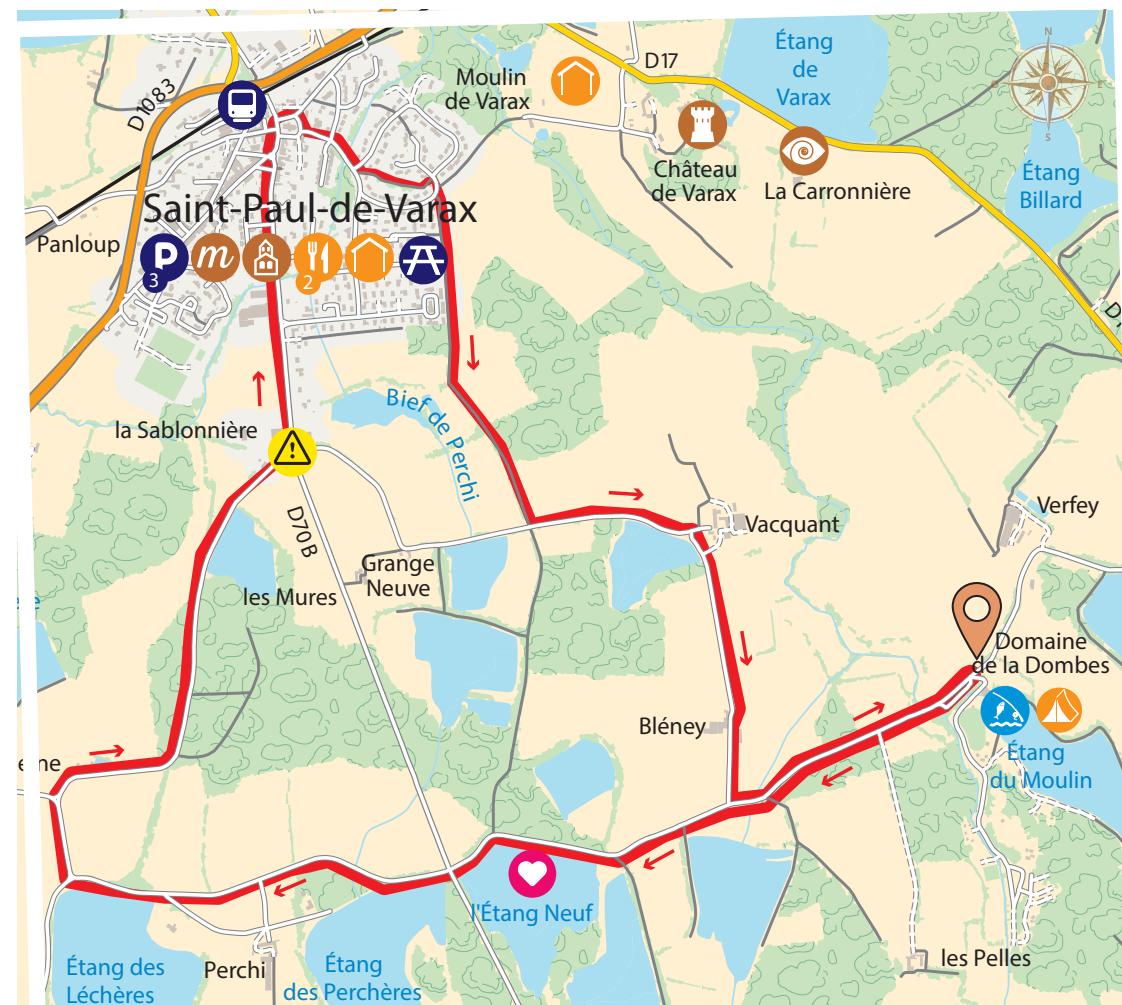 Étang
de
Varax
N
D17
Moulin
de Varax
E
D1083
S
Château
de Varax
La Carronnière
Étang
Billard
Saint-Paul-de-Varax
Panloup
P
3
m
2
Bief de Perchi
la Sablonnière
!
D70B
Vacquant
Verfey
Grange
Neuve
les Mures
Domaine
de la Dombes
Bléney
Étang
du Moulin
l'Étang Neuf
Étang des
Léchères
Perchi
Étang
des Perchères
les Pelles